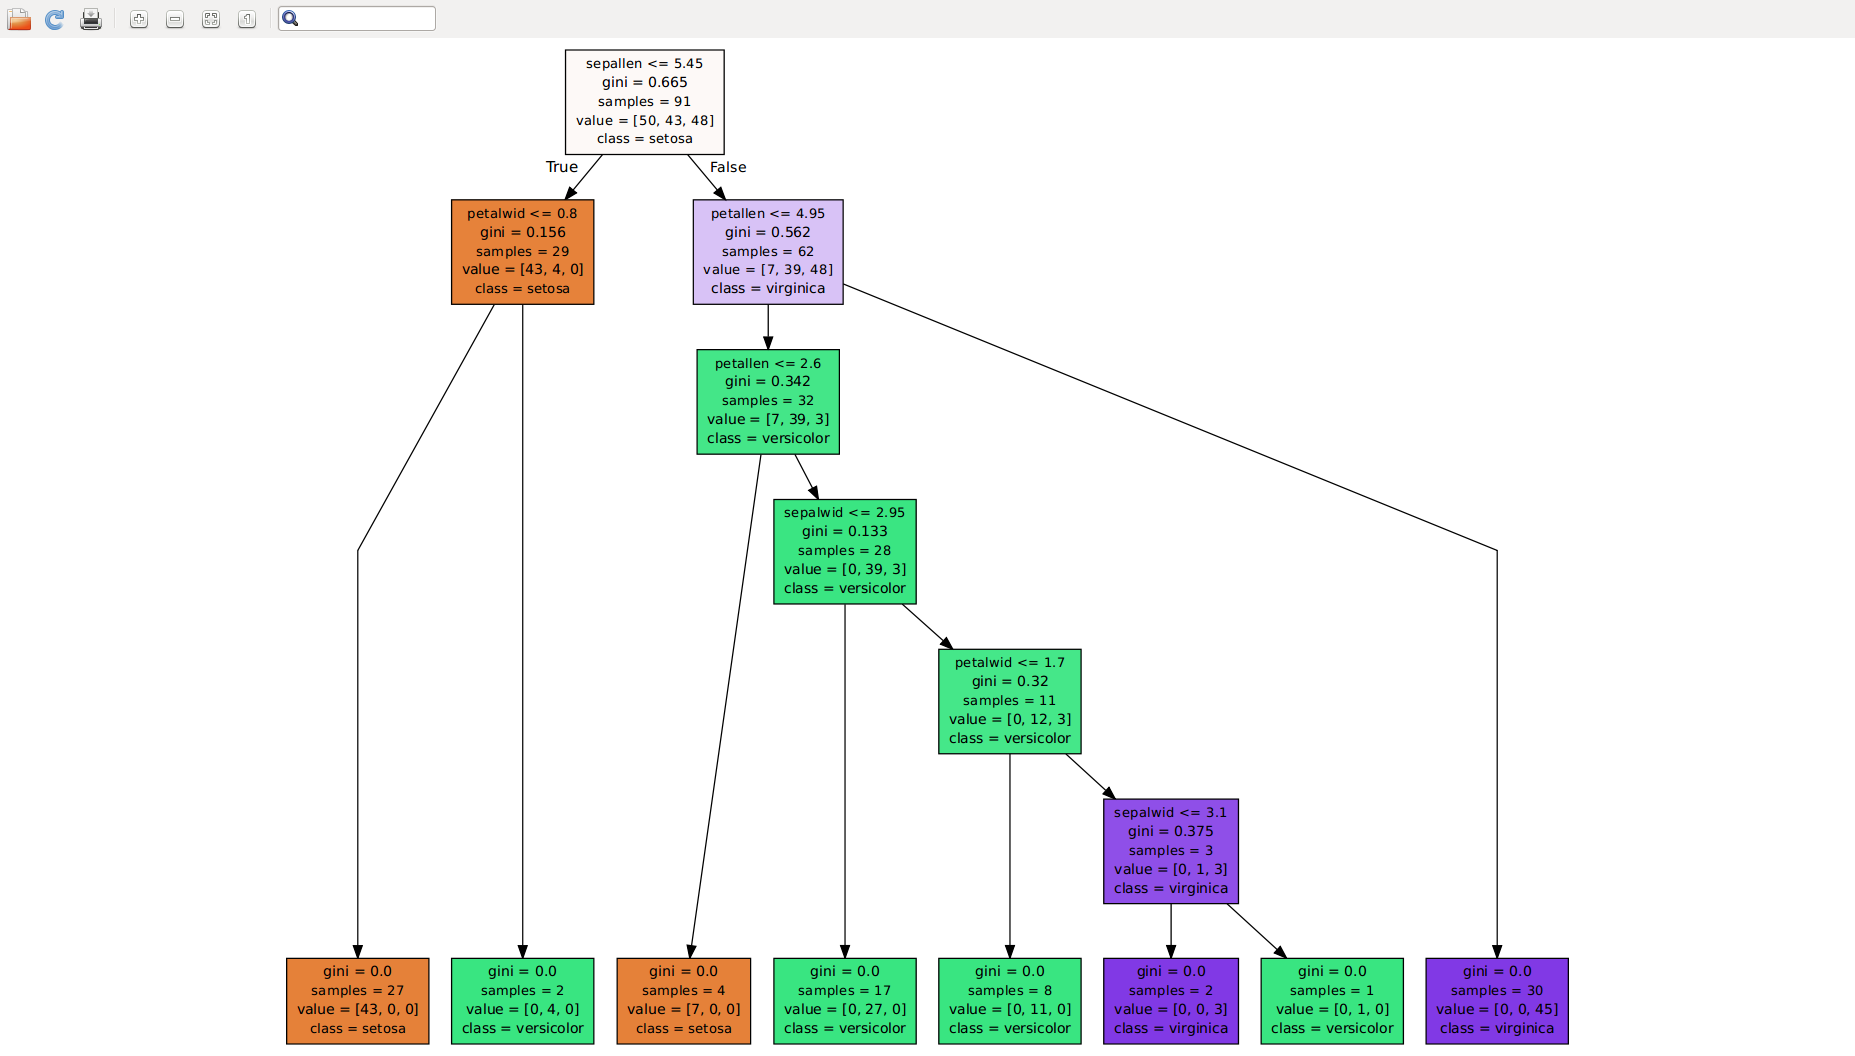 sepallen <= 5.45
gini = 0.665
samples = 91
value = [50, 43, 48]
class = setosa
True
False
petalwid <= 0.8
gini = 0.156
samples = 29
value = [43, 4, 0]
class = setosa
petallen <= 4.95
gini = 0.562
samples = 62
value = [7, 39, 48]
class = virginica
petallen <= 2.6
gini = 0.342
samples = 32
value = [7, 39, 3]
class = versicolor
sepalwid <= 2.95
gini = 0.133
samples = 28
value = [0, 39, 3]
class = versicolor
petalwid <= 1.7
gini = 0.32
samples = 11
value = [0, 12, 3]
class = versicolor
sepalwid <= 3.1
gini = 0.375
samples = 3
value = [0, 1, 3]
class = virginica
gini = 0.0
samples = 27
value = [43, 0, 0]
class = setosa
gini = 0.0
samples = 2
value = [0, 4, 0]
class = versicolor
gini = 0.0
samples = 4
value = [7, 0, 0]
class = setosa
gini = 0.0
samples = 17
value = [0, 27, 0]
class = versicolor
gini = 0.0
samples = 8
value = [0, 11, 0]
class = versicolor
gini = 0.0
samples = 2
value = [0, 0, 3]
class = virginica
gini = 0.0
samples = 1
value = [0, 1, 0]
class = versicolor
gini = 0.0
samples = 30
value = [0, 0, 45]
class = virginica